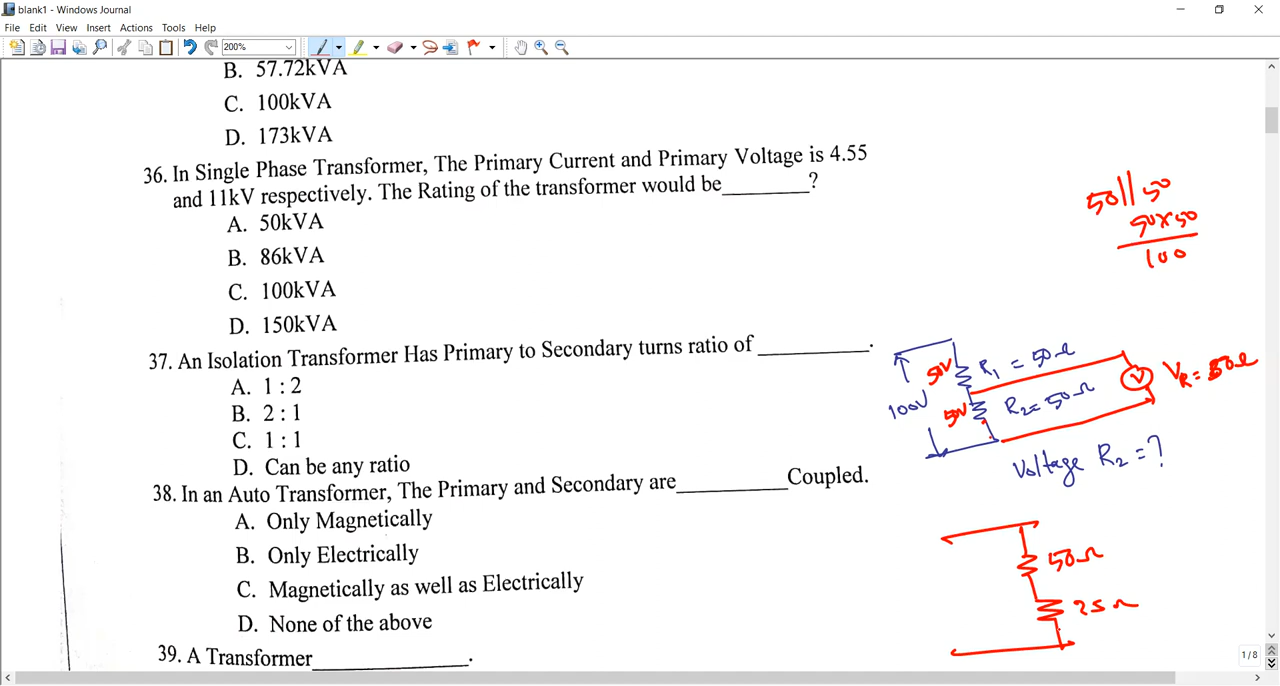 blank1 - Windows Journal
File Edit View Insert Actions Tools Help
200%
B. 57.72kVA
C. 100kVA
D. 173kVA
36. In Single Phase Transformer, The Primary Current and Primary Voltage is 4.55
and 11kV respectively. The Rating of the transformer would be________?
A. 50kVA
B. 86kVA
C. 100kVA
D. 150kVA
37. An Isolation Transformer Has Primary to Secondary turns ratio of __________.
A. 1 : 2
B. 2 : 1
C. 1 : 1
D. Can be any ratio
38. In an Auto Transformer, The Primary and Secondary are__________Coupled.
A. Only Magnetically
B. Only Electrically
C. Magnetically as well as Electrically
D. None of the above
39. A Transformer______________.
50||50
50×50
100
50V R1 = 50Ω
100V 50V R2 = 50Ω
V VR = 50Ω
Voltage R2 = ?
50Ω
25Ω
1 / 8